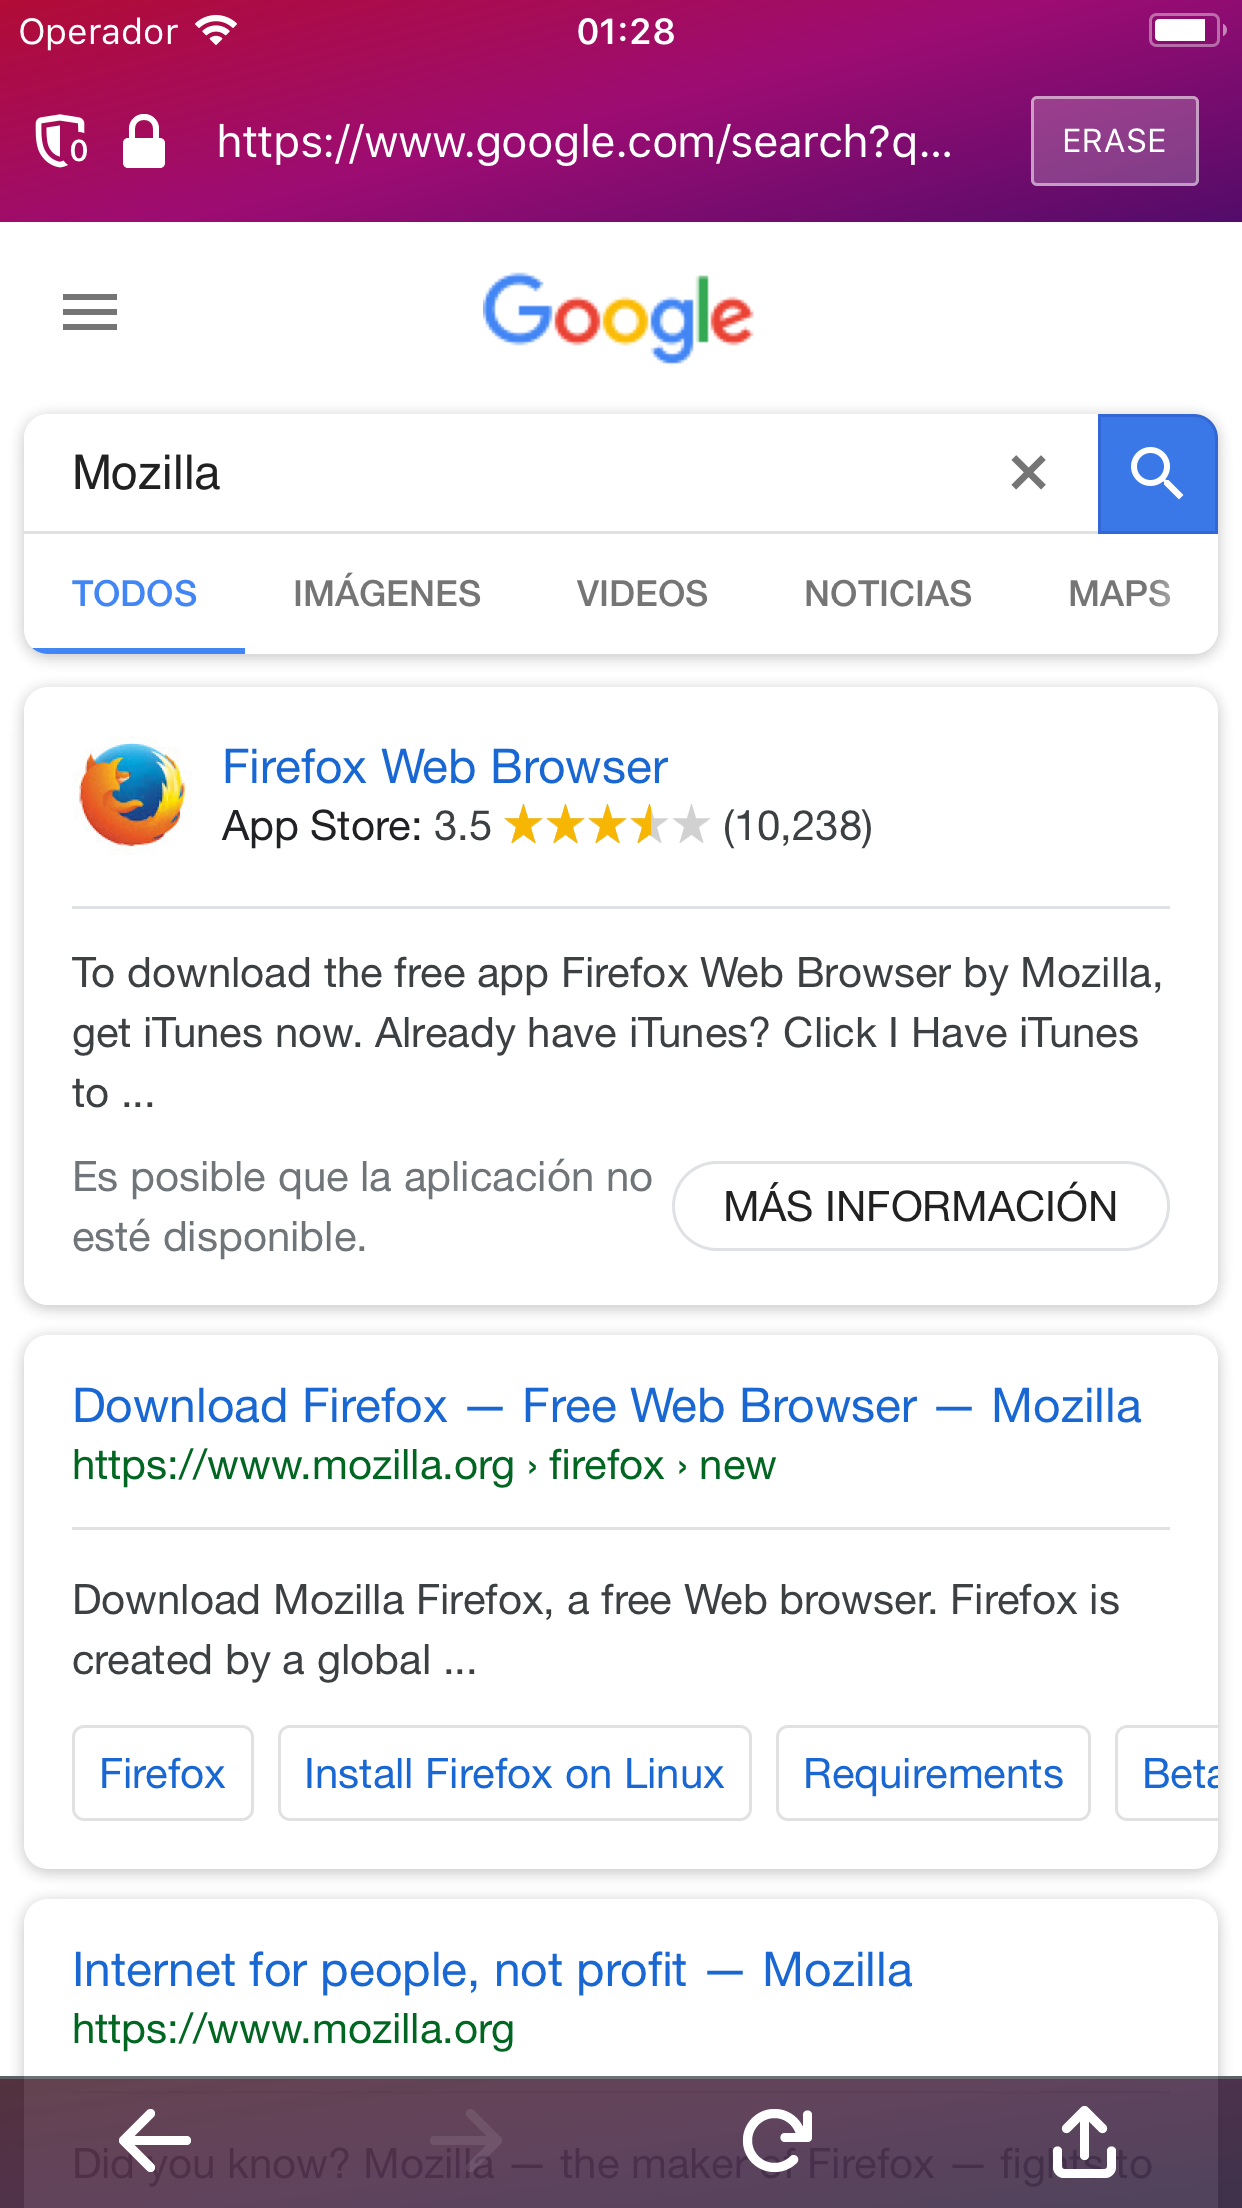 Operador 01:28
0 https://www.google.com/search?q... ERASE
Google
Mozilla
TODOS IMÁGENES VIDEOS NOTICIAS MAPS
Firefox Web Browser
App Store: 3.5 (10,238)
To download the free app Firefox Web Browser by Mozilla,
get iTunes now. Already have iTunes? Click I Have iTunes
to ...
Es posible que la aplicación no
esté disponible.
MÁS INFORMACIÓN
Download Firefox — Free Web Browser — Mozilla
https://www.mozilla.org › firefox › new
Download Mozilla Firefox, a free Web browser. Firefox is
created by a global ...
Firefox Install Firefox on Linux Requirements Beta
Internet for people, not profit — Mozilla
https://www.mozilla.org
Did you know? Mozilla — the maker of Firefox — fights to